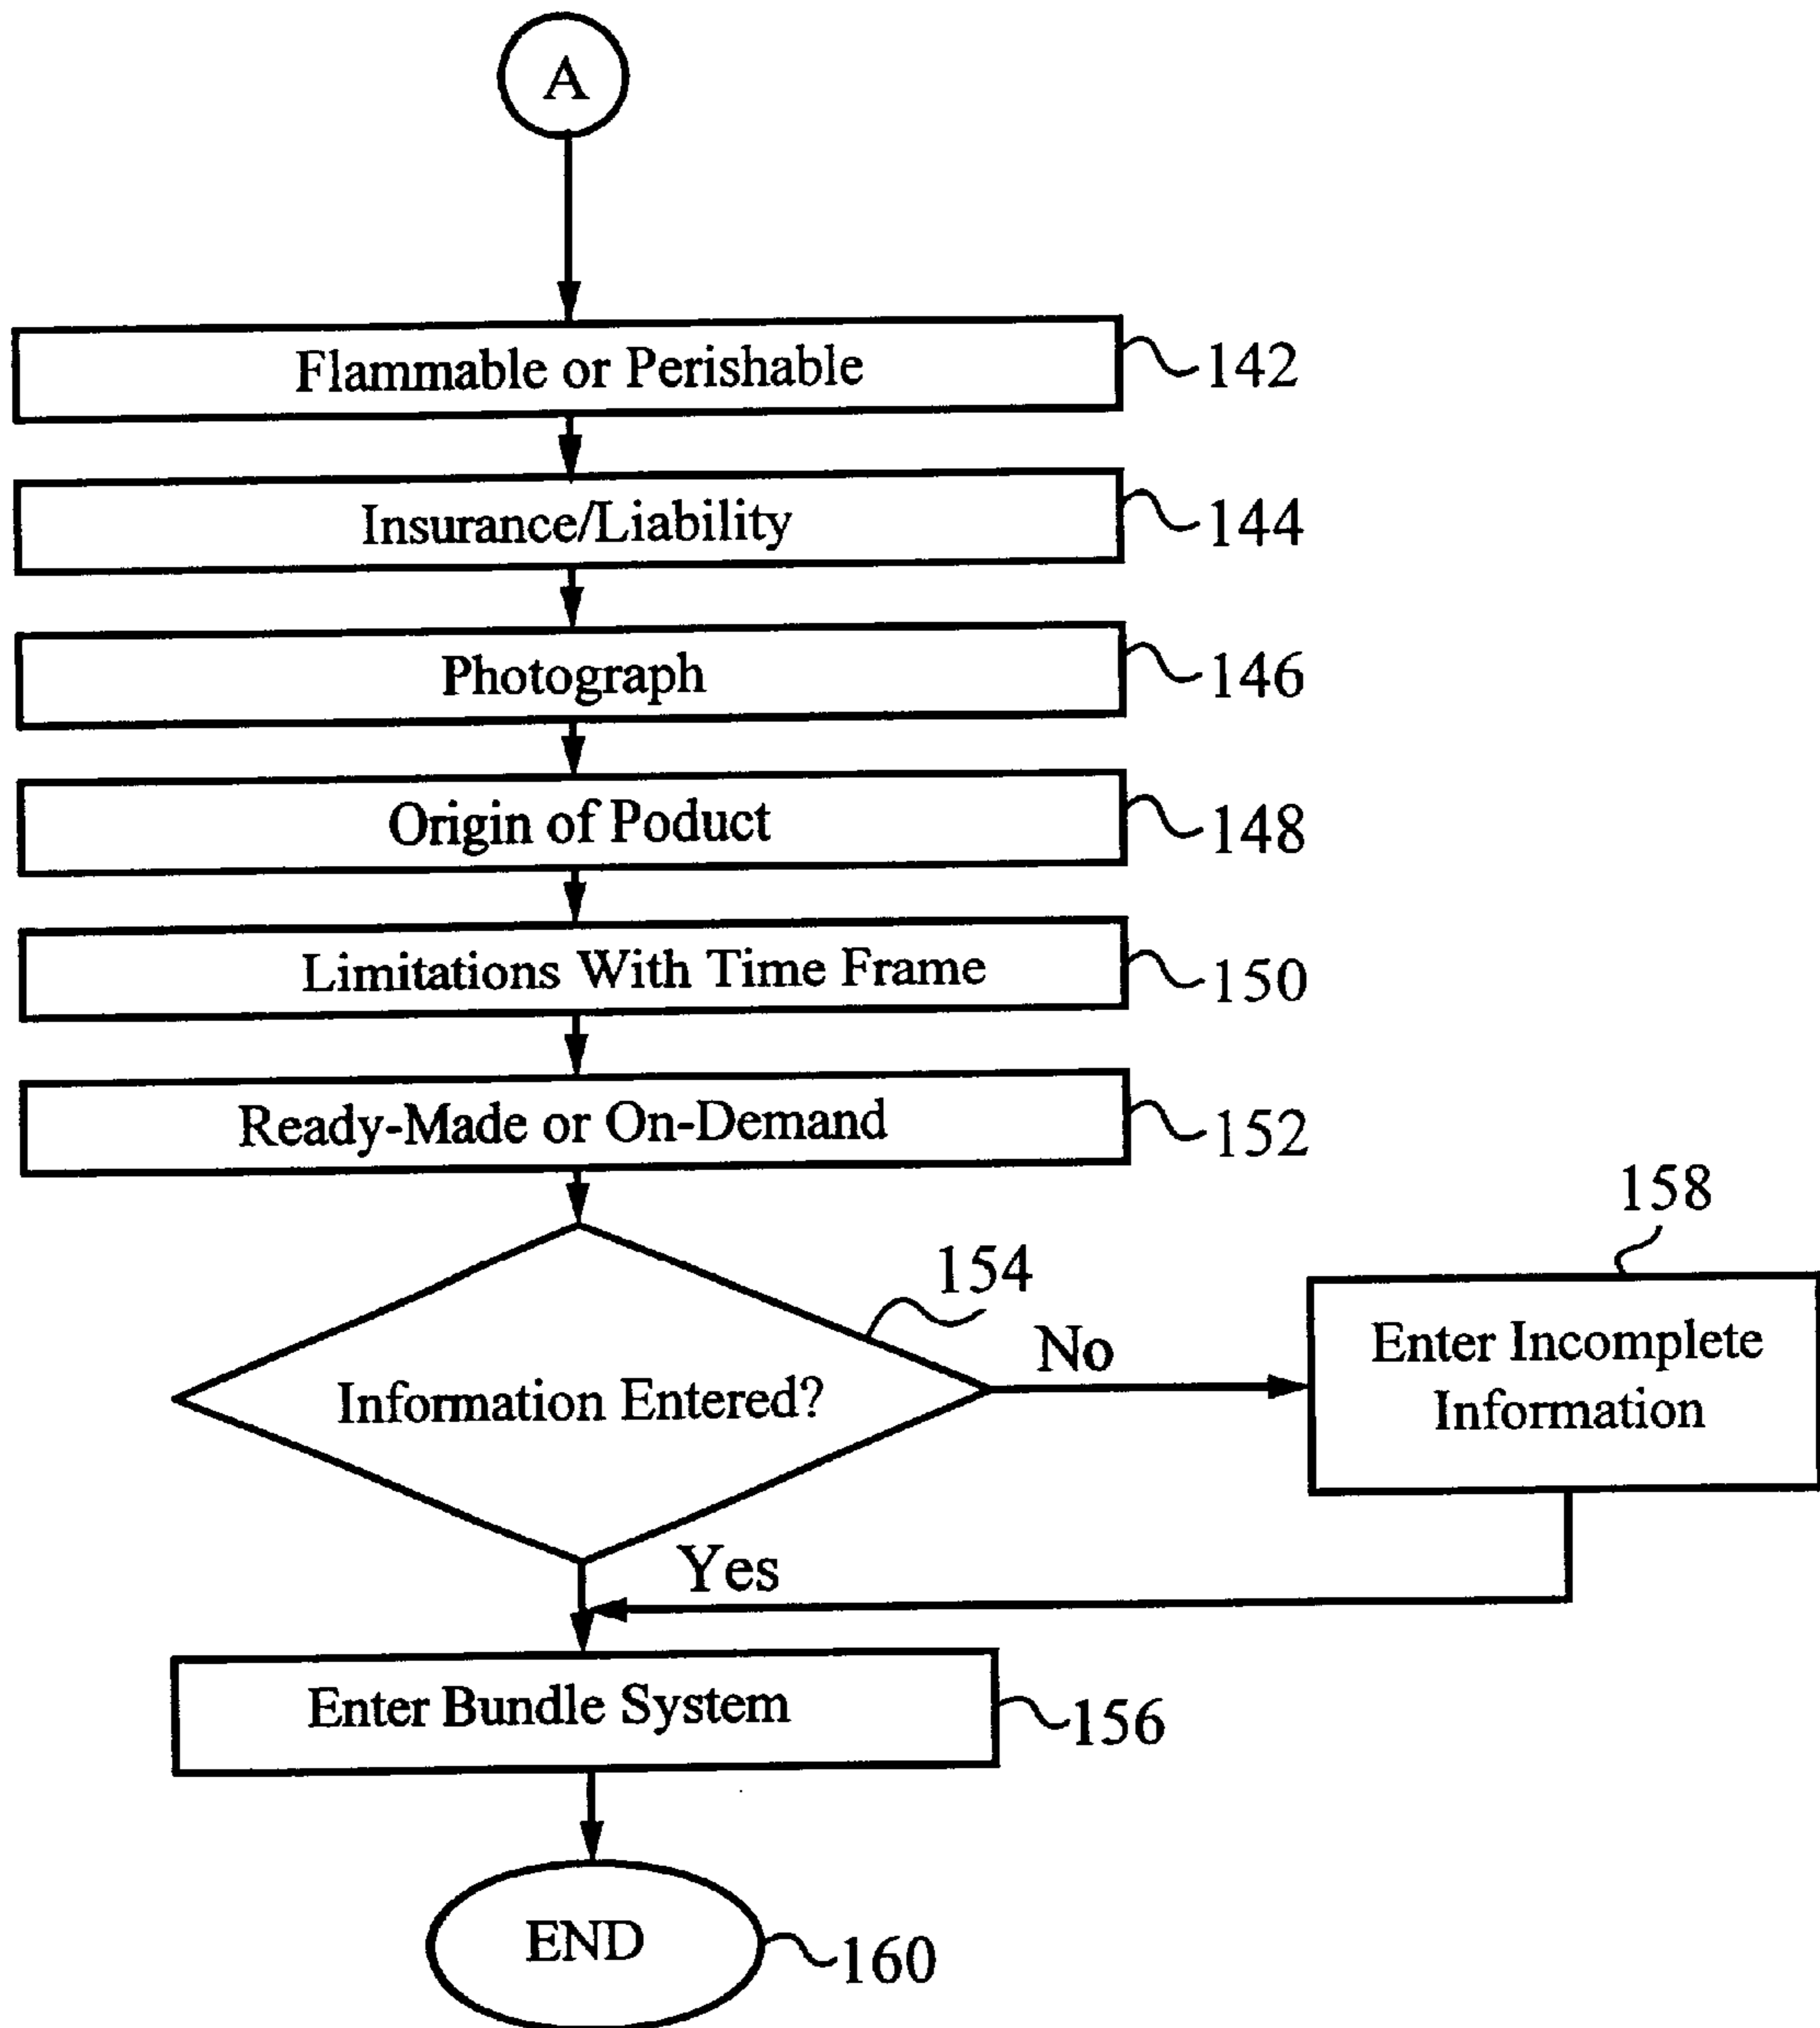 A
Flammable or Perishable
142
Insurance/Liability
144
Photograph
146
Origin of Poduct
148
Limitations With Time Frame
150
Ready-Made or On-Demand
152
158
154
No
Enter Incomplete
Information
Information Entered?
Yes
Enter Bundle System
156
END
160